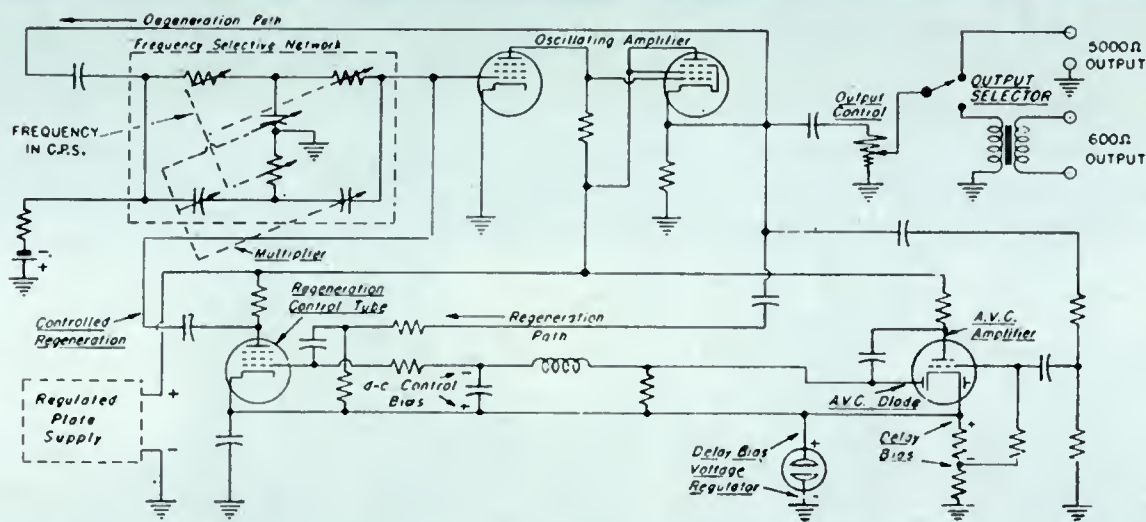 Degeneration Path
Frequency Selective Network
Oscillating Amplifier
5000Ω
OUTPUT
OUTPUT
SELECTOR
Output
Control
FREQUENCY
IN C.P.S.
600Ω
OUTPUT
Multiplier
Regeneration
Control Tube
Controlled
Regeneration
Regeneration
Path
A.V.C.
Amplifier
- +
+
-
Regulated
Plate
Supply
-
d-c Control
Bias
+
A.V.C. Diode
Delay Bias
Voltage
Regulator
+
-
Delay
Bias
+
-